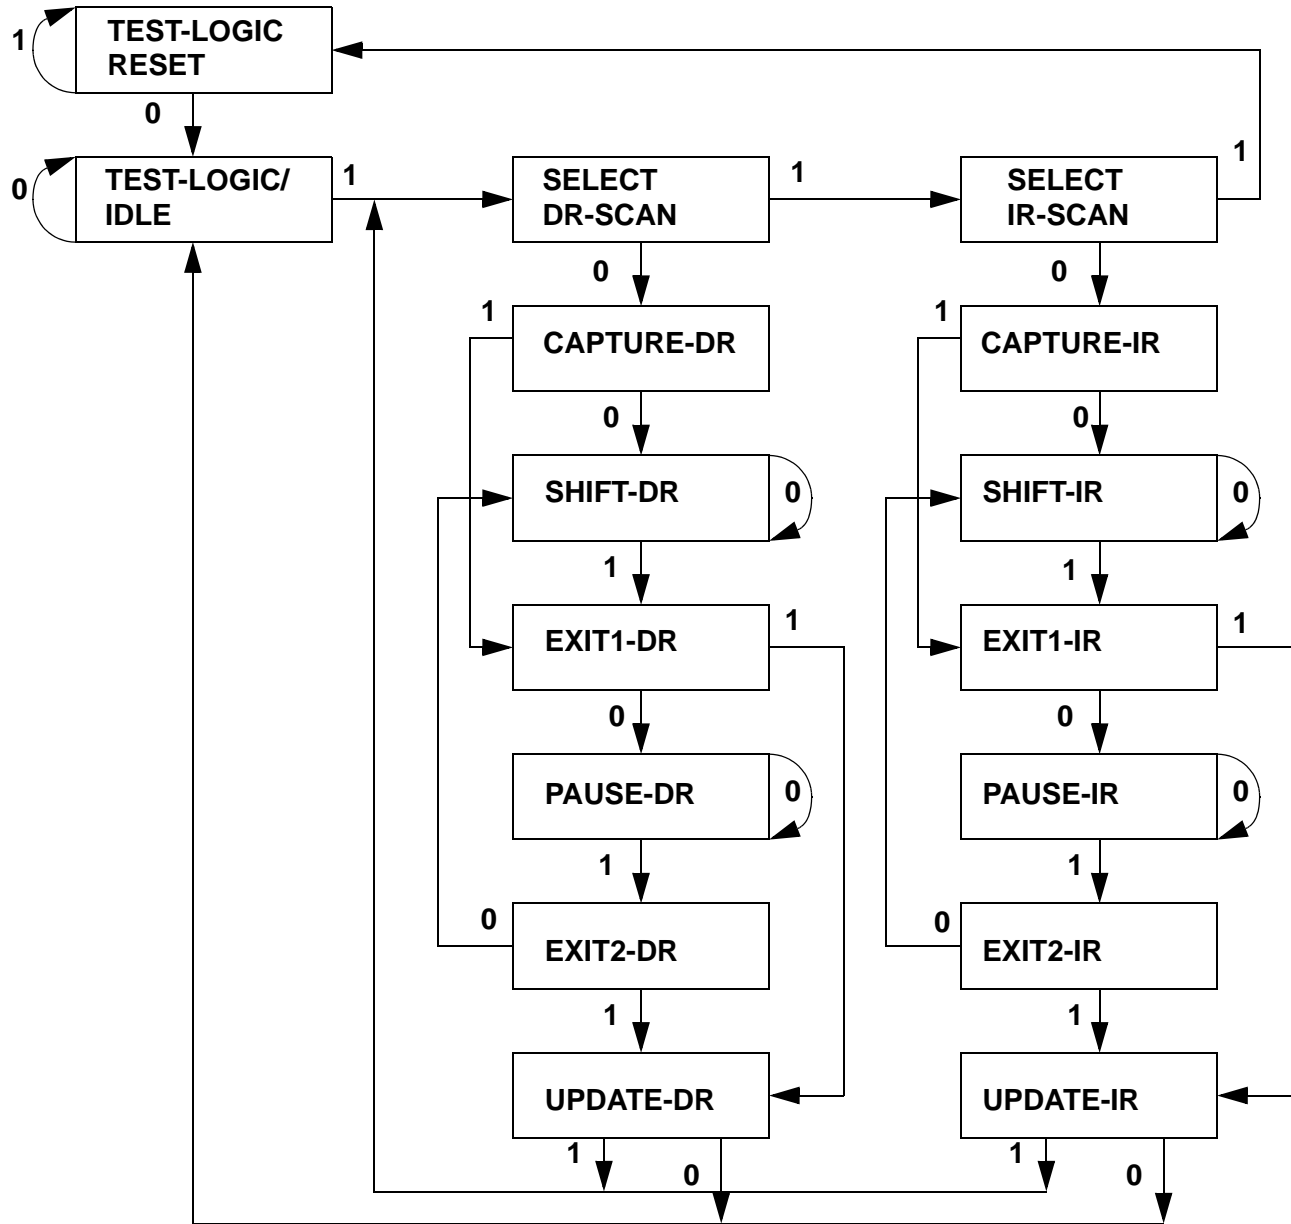 1
TEST-LOGIC
RESET
0
0
TEST-LOGIC/
IDLE
1
SELECT
DR-SCAN
1
SELECT
IR-SCAN
1
0
0
1
CAPTURE-DR
1
CAPTURE-IR
0
0
SHIFT-DR
0
SHIFT-IR
0
1
1
EXIT1-DR
1
EXIT1-IR
1
0
0
PAUSE-DR
0
PAUSE-IR
0
1
1
0
EXIT2-DR
0
EXIT2-IR
1
1
UPDATE-DR
UPDATE-IR
1
0
1
0